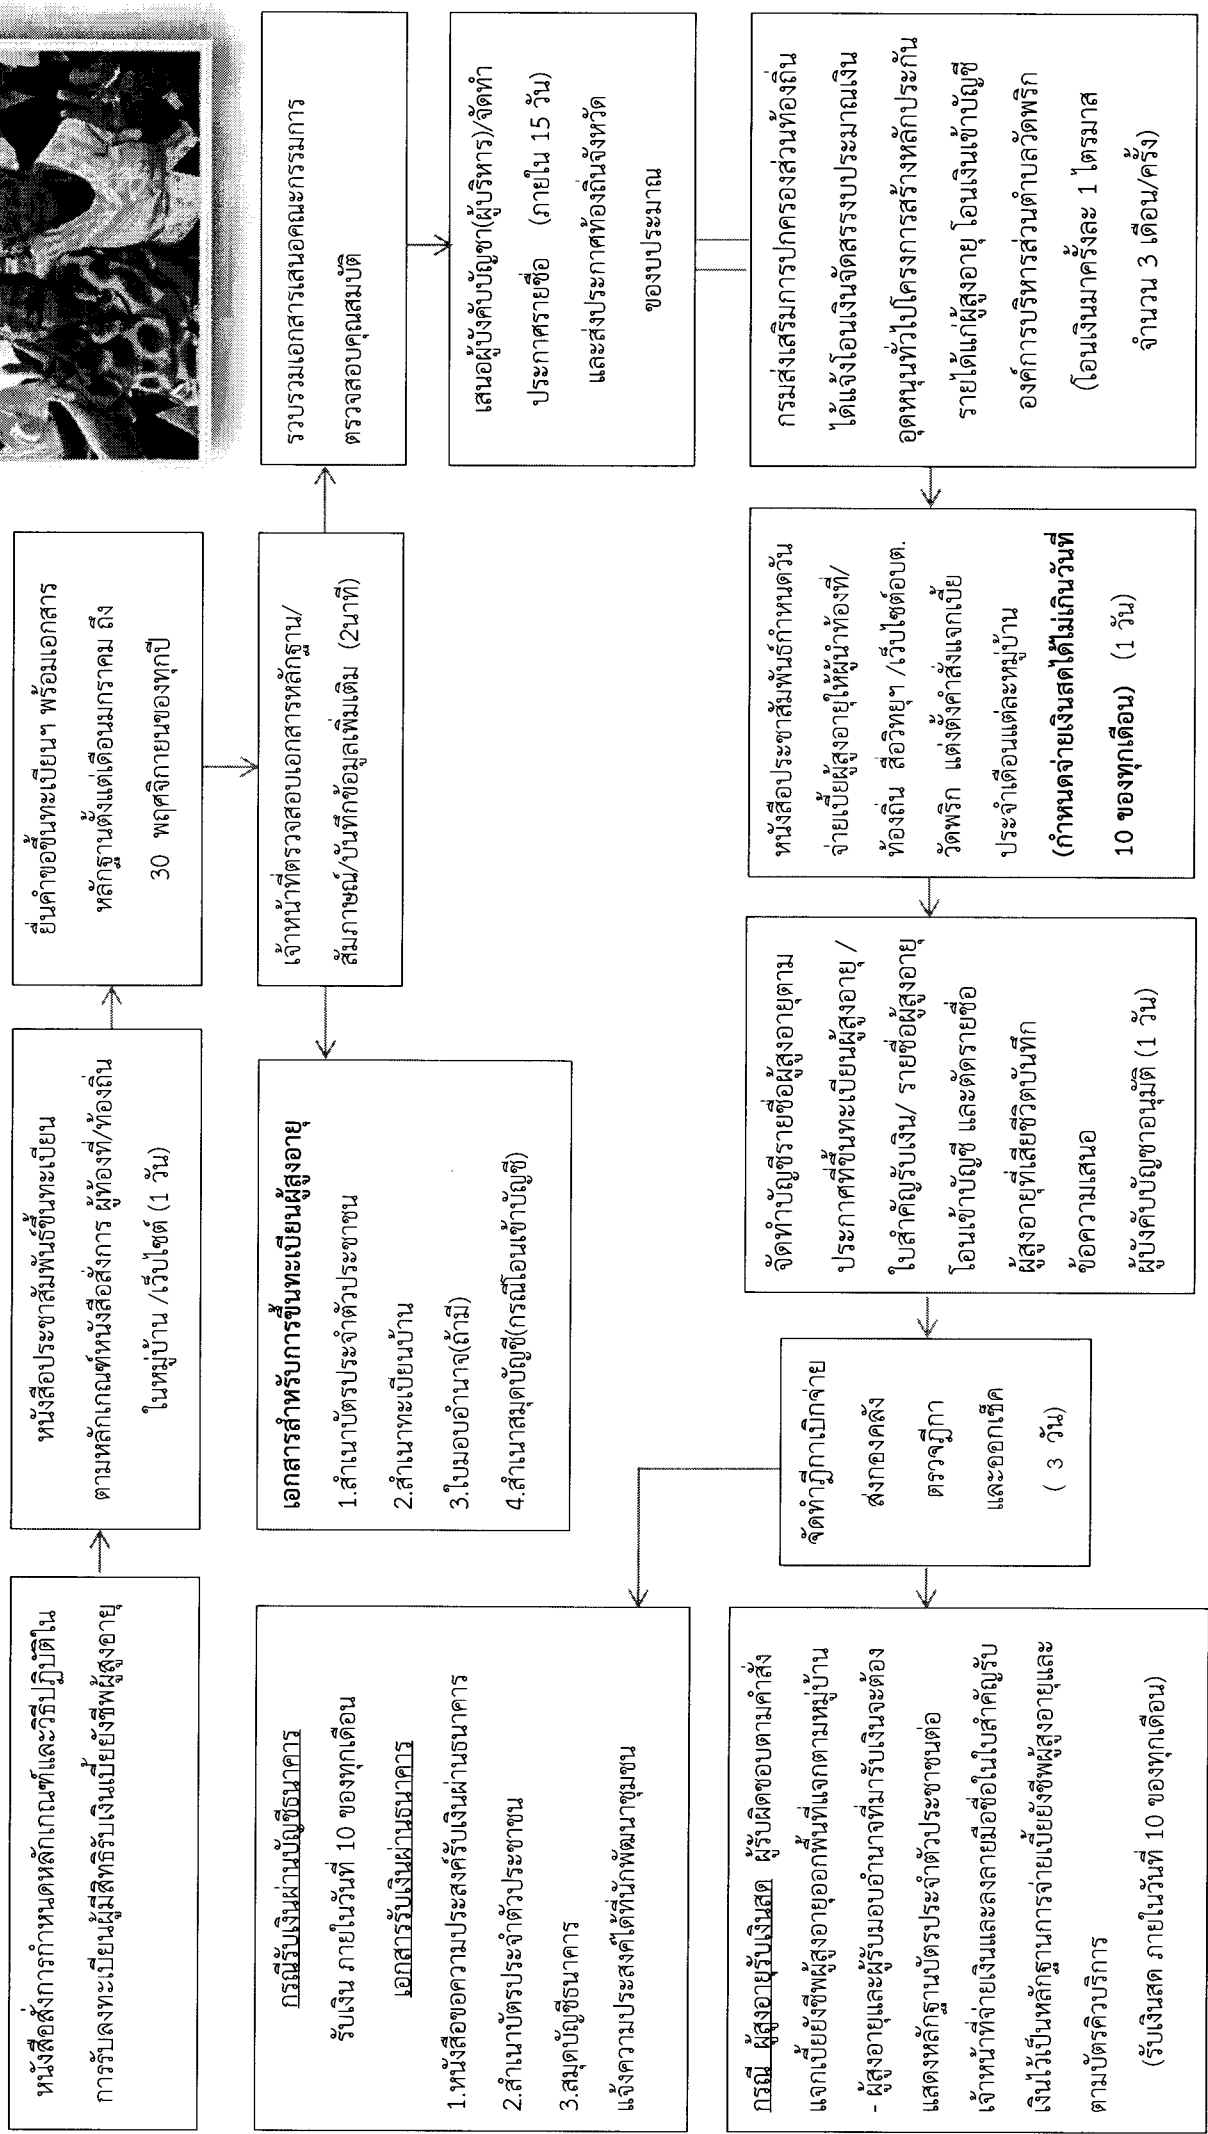 หนังสือสั่งการกำหนดหลักเกณฑ์และวิธีปฏิบัติใน
การรับลงทะเบียนผู้มีสิทธิรับเงินเบี้ยยังชีพผู้สูงอายุ
หนังสือประชาสัมพันธ์ขึ้นทะเบียน
ตามหลักเกณฑ์หนังสือสั่งการ ผู้ท้องที่/ท้องถิ่น
ในหมู่บ้าน /เว็บไซต์ (1 วัน)
ยื่นคำขอขึ้นทะเบียนฯ พร้อมเอกสาร
หลักฐานตั้งแต่เดือนมกราคม ถึง
30 พฤศจิกายนของทุกปี
เจ้าหน้าที่ตรวจสอบเอกสารหลักฐาน/
สัมภาษณ์/บันทึกข้อมูลเพิ่มเติม (2นาที)
เอกสารสำหรับการขึ้นทะเบียนผู้สูงอายุ
1.สำเนาบัตรประจำตัวประชาชน
2.สำเนาทะเบียนบ้าน
3.ใบมอบอำนาจ(ถ้ามี)
4.สำเนาสมุดบัญชี(กรณีโอนเข้าบัญชี)
รวบรวมเอกสารเสนอคณะกรรมการ
ตรวจสอบคุณสมบัติ
เสนอผู้บังคับบัญชา(ผู้บริหาร)/จัดทำ
ประกาศรายชื่อ (ภายใน 15 วัน)
และส่งประกาศท้องถิ่นจังหวัด
ของบประมาณ
กรมส่งเสริมการปกครองส่วนท้องถิ่น
ได้แจ้งโอนเงินจัดสรรงบประมาณเงิน
อุดหนุนทั่วไปโครงการสร้างหลักประกัน
รายได้แก่ผู้สูงอายุ โอนเงินเข้าบัญชี
องค์การบริหารส่วนตำบลวัดพริก
(โอนเงินมาครั้งละ 1 ไตรมาส
จำนวน 3 เดือน/ครั้ง)
หนังสือประชาสัมพันธ์กำหนดวัน
จ่ายเบี้ยผู้สูงอายุให้ผู้นำท้องที่/
ท้องถิ่น สื่อวิทยุฯ /เว็บไซต์อบต.
วัดพริก แต่งตั้งคำสั่งแจกเบี้ย
ประจำเดือนแต่ละหมู่บ้าน
(กำหนดจ่ายเงินสดได้ไม่เกินวันที่
10 ของทุกเดือน) (1 วัน)
จัดทำบัญชีรายชื่อผู้สูงอายุตาม
ประกาศที่ขึ้นทะเบียนผู้สูงอายุ /
ใบสำคัญรับเงิน/ รายชื่อผู้สูงอายุ
โอนเข้าบัญชี และตัดรายชื่อ
ผู้สูงอายุที่เสียชีวิตบันทึก
ข้อความเสนอ
ผู้บังคับบัญชาอนุมัติ (1 วัน)
จัดทำฎีกาเบิกจ่าย
ส่งกองคลัง
ตรวจฎีกา
และออกเช็ค
( 3 วัน)
กรณีรับเงินผ่านบัญชีธนาคาร
รับเงิน ภายในวันที่ 10 ของทุกเดือน
เอกสารรับเงินผ่านธนาคาร
1.หนังสือขอความประสงค์รับเงินผ่านธนาคาร
2.สำเนาบัตรประจำตัวประชาชน
3.สมุดบัญชีธนาคาร
แจ้งความประสงค์ได้ที่นักพัฒนาชุมชน
กรณี ผู้สูงอายุรับเงินสด ผู้รับผิดชอบตามคำสั่ง
แจกเบี้ยยังชีพผู้สูงอายุออกพื้นที่แจกตามหมู่บ้าน
- ผู้สูงอายุและผู้รับมอบอำนาจที่มารับเงินจะต้อง
แสดงหลักฐานบัตรประจำตัวประชาชนต่อ
เจ้าหน้าที่จ่ายเงินและลงลายมือชื่อในใบสำคัญรับ
เงินไว้เป็นหลักฐานการจ่ายเบี้ยยังชีพผู้สูงอายุและ
ตามบัตรคิวบริการ
(รับเงินสด ภายในวันที่ 10 ของทุกเดือน)